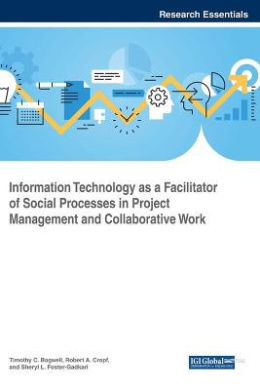 Research Essentials
Information Technology as a Facilitator
of Social Processes in Project
Management and Collaborative Work
Timothy C. Bagwell, Robert A. Cropf,
and Sheryl L. Foster-Gadkari
IGI Global